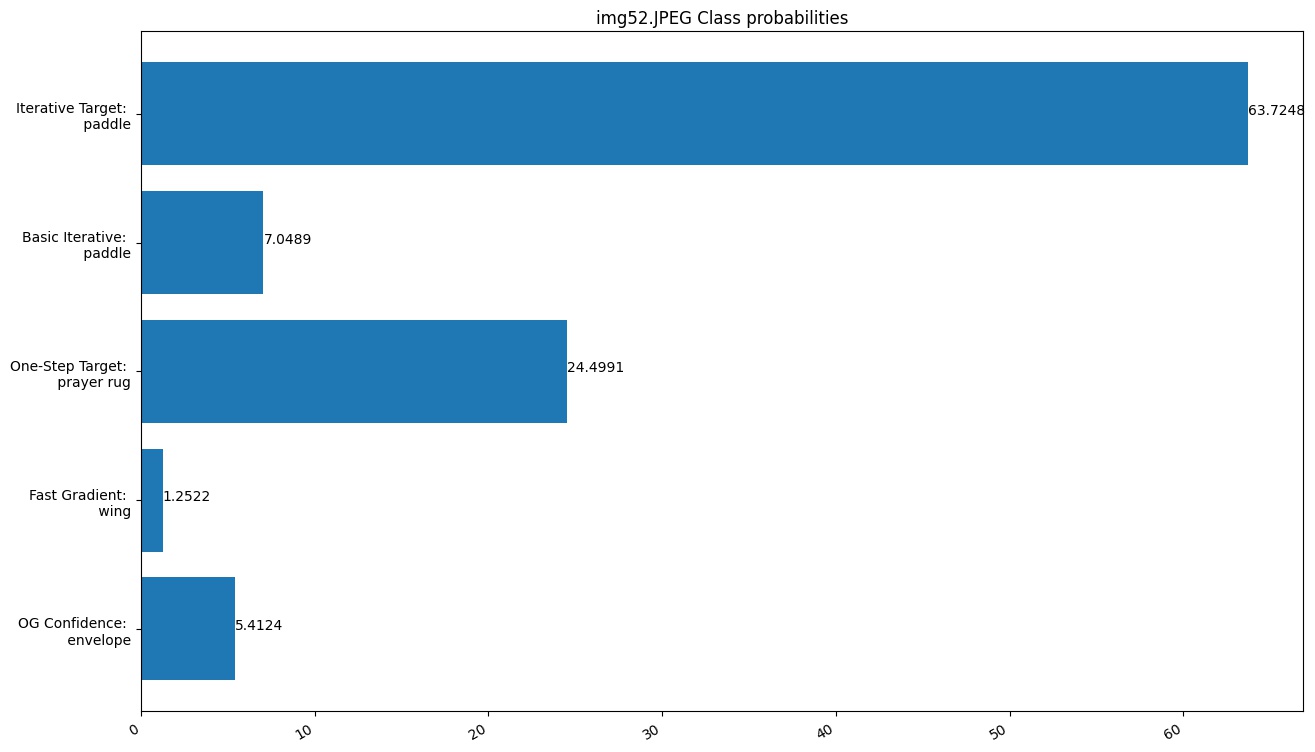 img52.JPEG Class probabilities
Iterative Target:
paddle
63.7248
Basic Iterative:
paddle
7.0489
One-Step Target:
prayer rug
24.4991
Fast Gradient:
wing
1.2522
OG Confidence:
envelope
5.4124
0 10 20 30 40 50 60